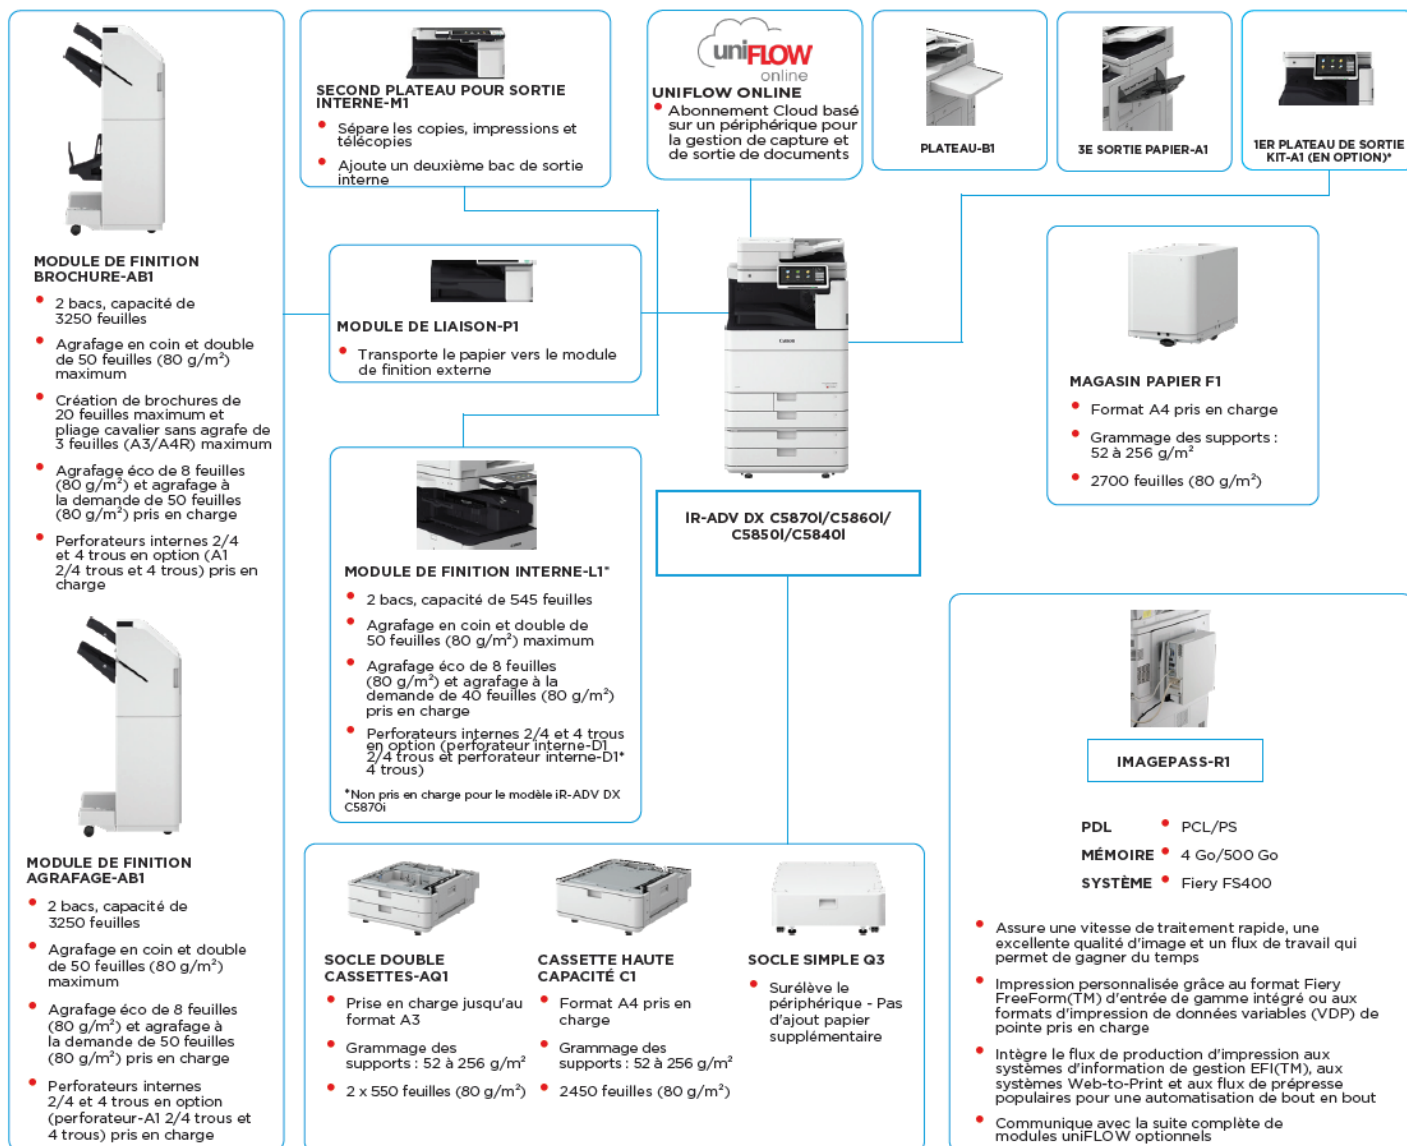 MODULE DE FINITION
BROCHURE-AB1
2 bacs, capacité de
3250 feuilles
Agrafage en coin et double
de 50 feuilles (80 g/m²)
maximum
Création de brochures de
20 feuilles maximum et
pliage cavalier sans agrafe de
3 feuilles (A3/A4R) maximum
Agrafage éco de 8 feuilles
(80 g/m²) et agrafage à
la demande de 50 feuilles
(80 g/m²) pris en charge
Perforateurs internes 2/4
et 4 trous en option (A1
2/4 trous et 4 trous) pris en
charge
MODULE DE FINITION
AGRAFAGE-AB1
2 bacs, capacité de
3250 feuilles
Agrafage en coin et double
de 50 feuilles (80 g/m²)
maximum
Agrafage éco de 8 feuilles
(80 g/m²) et agrafage à
la demande de 50 feuilles
(80 g/m²) pris en charge
Perforateurs internes
2/4 et 4 trous en option
(perforateur-A1 2/4 trous et
4 trous) pris en charge
SECOND PLATEAU POUR SORTIE
INTERNE-M1
Sépare les copies, impressions et
télécopies
Ajoute un deuxième bac de sortie
interne
uniFLOW
online
UNIFLOW ONLINE
Abonnement Cloud basé
sur un périphérique pour
la gestion de capture et
de sortie de documents
PLATEAU-B1
3E SORTIE PAPIER-A1
1ER PLATEAU DE SORTIE
KIT-A1 (EN OPTION)*
MODULE DE LIAISON-P1
Transporte le papier vers le module
de finition externe
Canon
MAGASIN PAPIER F1
Format A4 pris en charge
Grammage des supports :
52 à 256 g/m²
2700 feuilles (80 g/m²)
IR-ADV DX C5870I/C5860I/
C5850I/C5840I
MODULE DE FINITION INTERNE-L1*
2 bacs, capacité de 545 feuilles
Agrafage en coin et double de
50 feuilles (80 g/m²) maximum
Agrafage éco de 8 feuilles
(80 g/m²) et agrafage à la
demande de 40 feuilles (80 g/m²)
pris en charge
Perforateurs internes 2/4 et 4 trous
en option (perforateur interne-D1
2/4 trous et perforateur interne-D1*
4 trous)
*Non pris en charge pour le modèle iR-ADV DX
C5870i
SOCLE DOUBLE
CASSETTES-AQ1
Prise en charge jusqu'au
format A3
Grammage des
supports : 52 à 256 g/m²
2 x 550 feuilles (80 g/m²)
CASSETTE HAUTE
CAPACITÉ C1
Format A4 pris en
charge
Grammage des
supports : 52 à 256 g/m²
2450 feuilles (80 g/m²)
SOCLE SIMPLE Q3
Surélève le
périphérique - Pas
d'ajout papier
supplémentaire
IMAGEPASS-R1
PDL PCL/PS
MÉMOIRE 4 Go/500 Go
SYSTÈME Fiery FS400
Assure une vitesse de traitement rapide, une
excellente qualité d'image et un flux de travail qui
permet de gagner du temps
Impression personnalisée grâce au format Fiery
FreeForm(TM) d'entrée de gamme intégré ou aux
formats d'impression de données variables (VDP) de
pointe pris en charge
Intègre le flux de production d'impression aux
systèmes d'information de gestion EFI(TM), aux
systèmes Web-to-Print et aux flux de prépresse
populaires pour une automatisation de bout en bout
Communique avec la suite complète de
modules uniFLOW optionnels